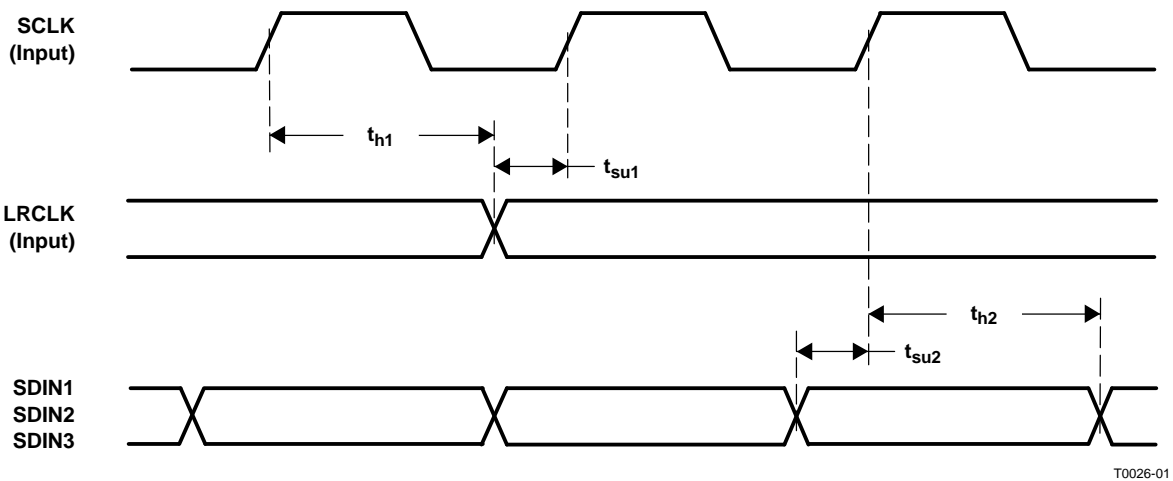 SCLK
(Input)
th1
tsu1
LRCLK
(Input)
th2
tsu2
SDIN1
SDIN2
SDIN3
T0026-01